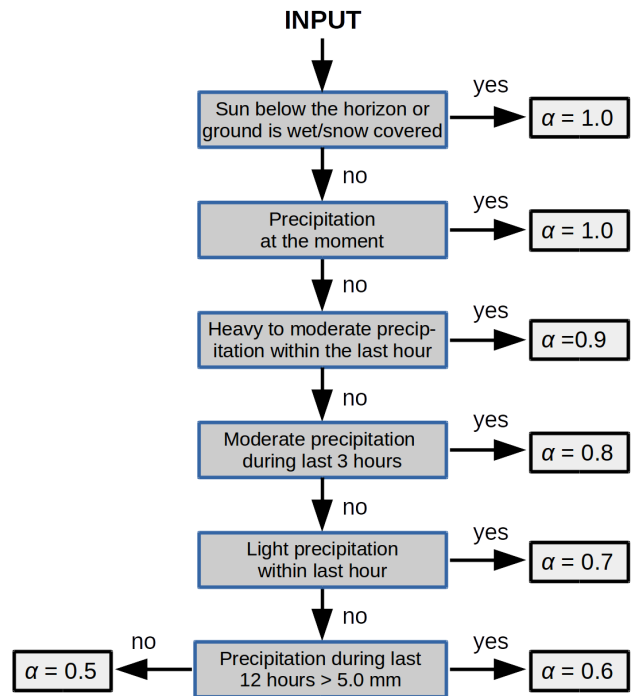 INPUT
Sun below the horizon or
ground is wet/snow covered
yes
α = 1.0
no
Precipitation
at the moment
yes
α = 1.0
no
Heavy to moderate precip-
itation within the last hour
yes
α =0.9
no
Moderate precipitation
during last 3 hours
yes
α = 0.8
no
Light precipitation
within last hour
yes
α = 0.7
no
Precipitation during last
12 hours > 5.0 mm
no
α = 0.5
yes
α = 0.6